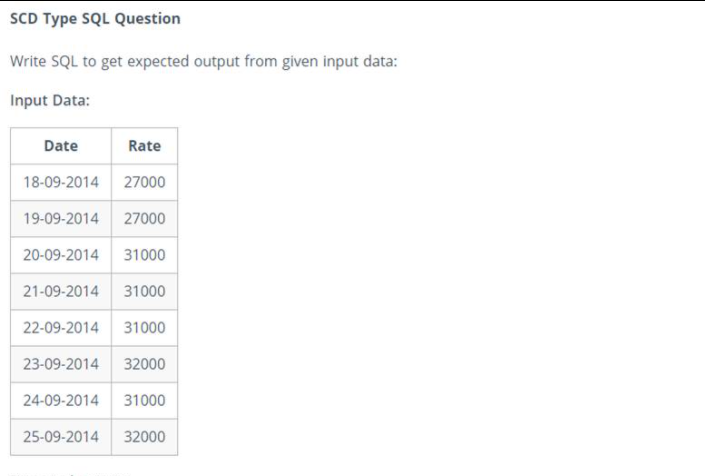 SCD Type SQL Question
Write SQL to get expected output from given input data:
Input Data:
Date Rate
18-09-2014 27000
19-09-2014 27000
20-09-2014 31000
21-09-2014 31000
22-09-2014 31000
23-09-2014 32000
24-09-2014 31000
25-09-2014 32000